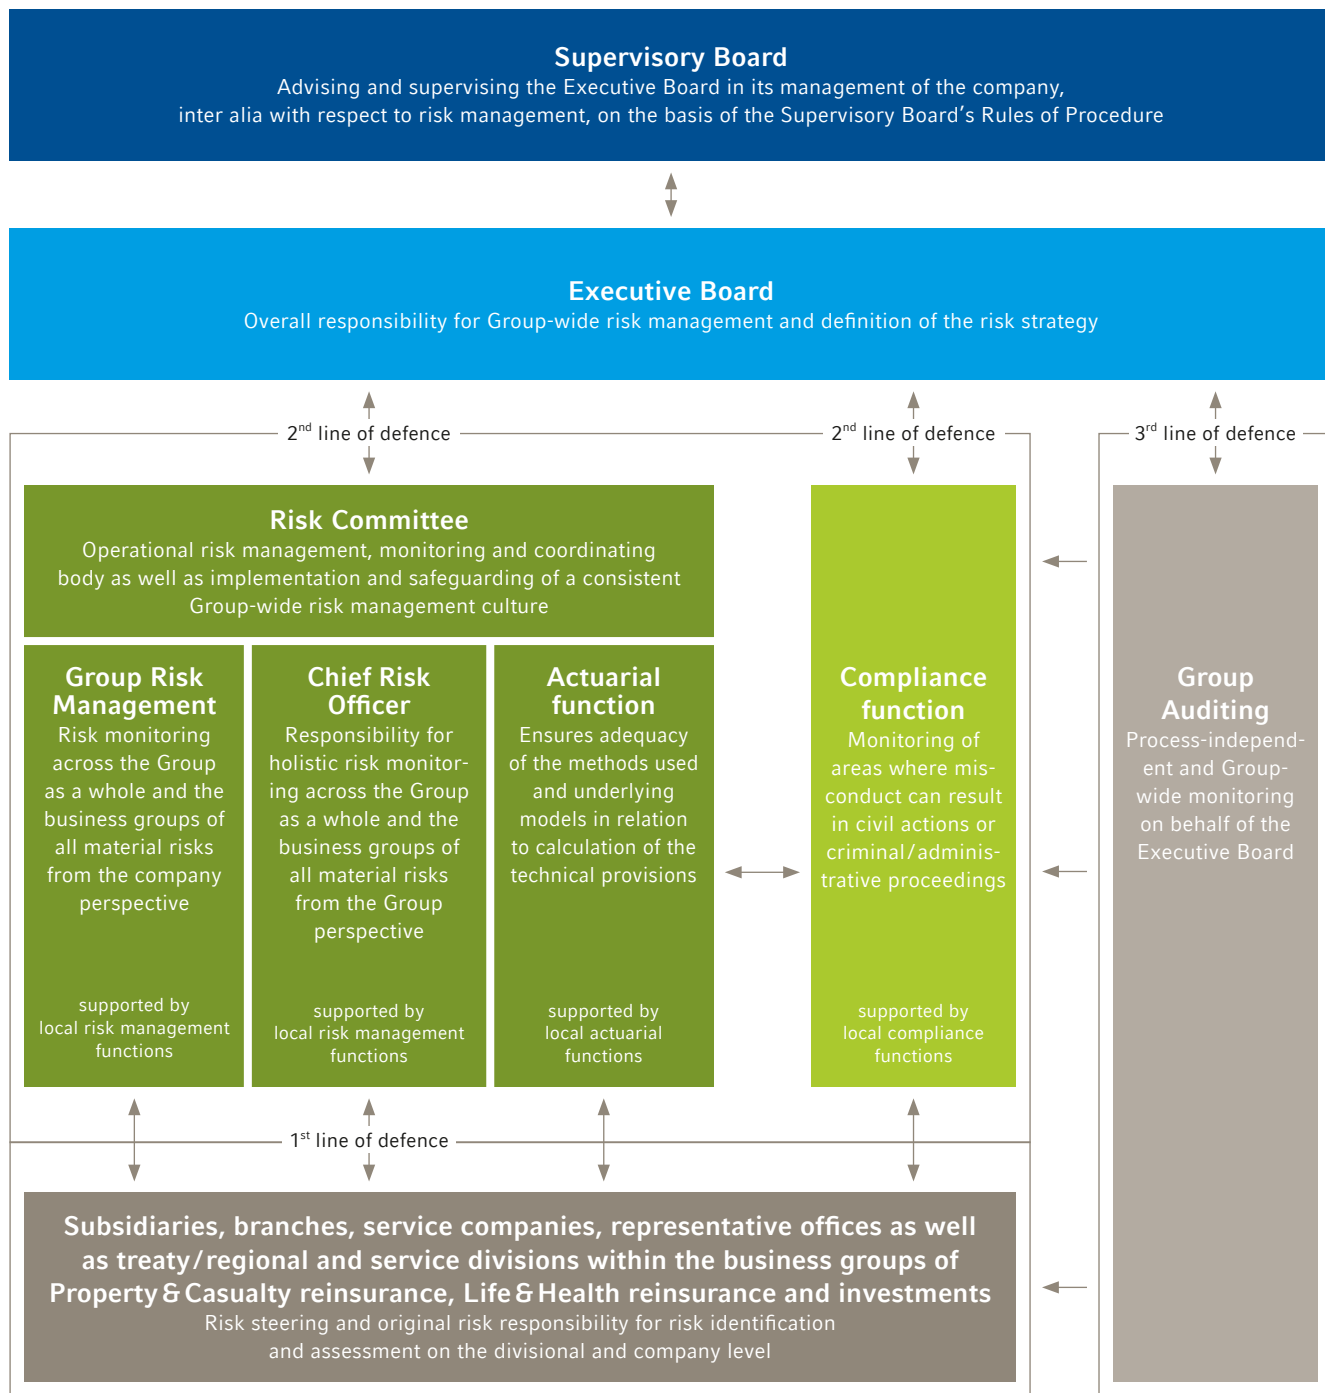 Supervisory Board
Advising and supervising the Executive Board in its management of the company,
inter alia with respect to risk management, on the basis of the Supervisory Board’s Rules of Procedure
Executive Board
Overall responsibility for Group-wide risk management and definition of the risk strategy
2nd line of defence
2nd line of defence
3rd line of defence
Risk Committee
Operational risk management, monitoring and coordinating
body as well as implementation and safeguarding of a consistent
Group-wide risk management culture
Group Risk
Management
Risk monitoring
across the Group
as a whole and the
business groups of
all material risks
from the company
perspective
supported by
local risk management
functions
Chief Risk
Officer
Responsibility for
holistic risk monitor-
ing across the Group
as a whole and the
business groups of
all material risks
from the Group
perspective
supported by
local risk management
functions
Actuarial
function
Ensures adequacy
of the methods used
and underlying
models in relation
to calculation of the
technical provisions
supported by
local actuarial
functions
Compliance
function
Monitoring of
areas where mis-
conduct can result
in civil actions or
criminal/adminis-
trative proceedings
supported by
local compliance
functions
Group
Auditing
Process-independ-
ent and Group-
wide monitoring
on behalf of the
Executive Board
1st line of defence
Subsidiaries, branches, service companies, representative offices as well
as treaty/regional and service divisions within the business groups of
Property & Casualty reinsurance, Life & Health reinsurance and investments
Risk steering and original risk responsibility for risk identification
and assessment on the divisional and company level